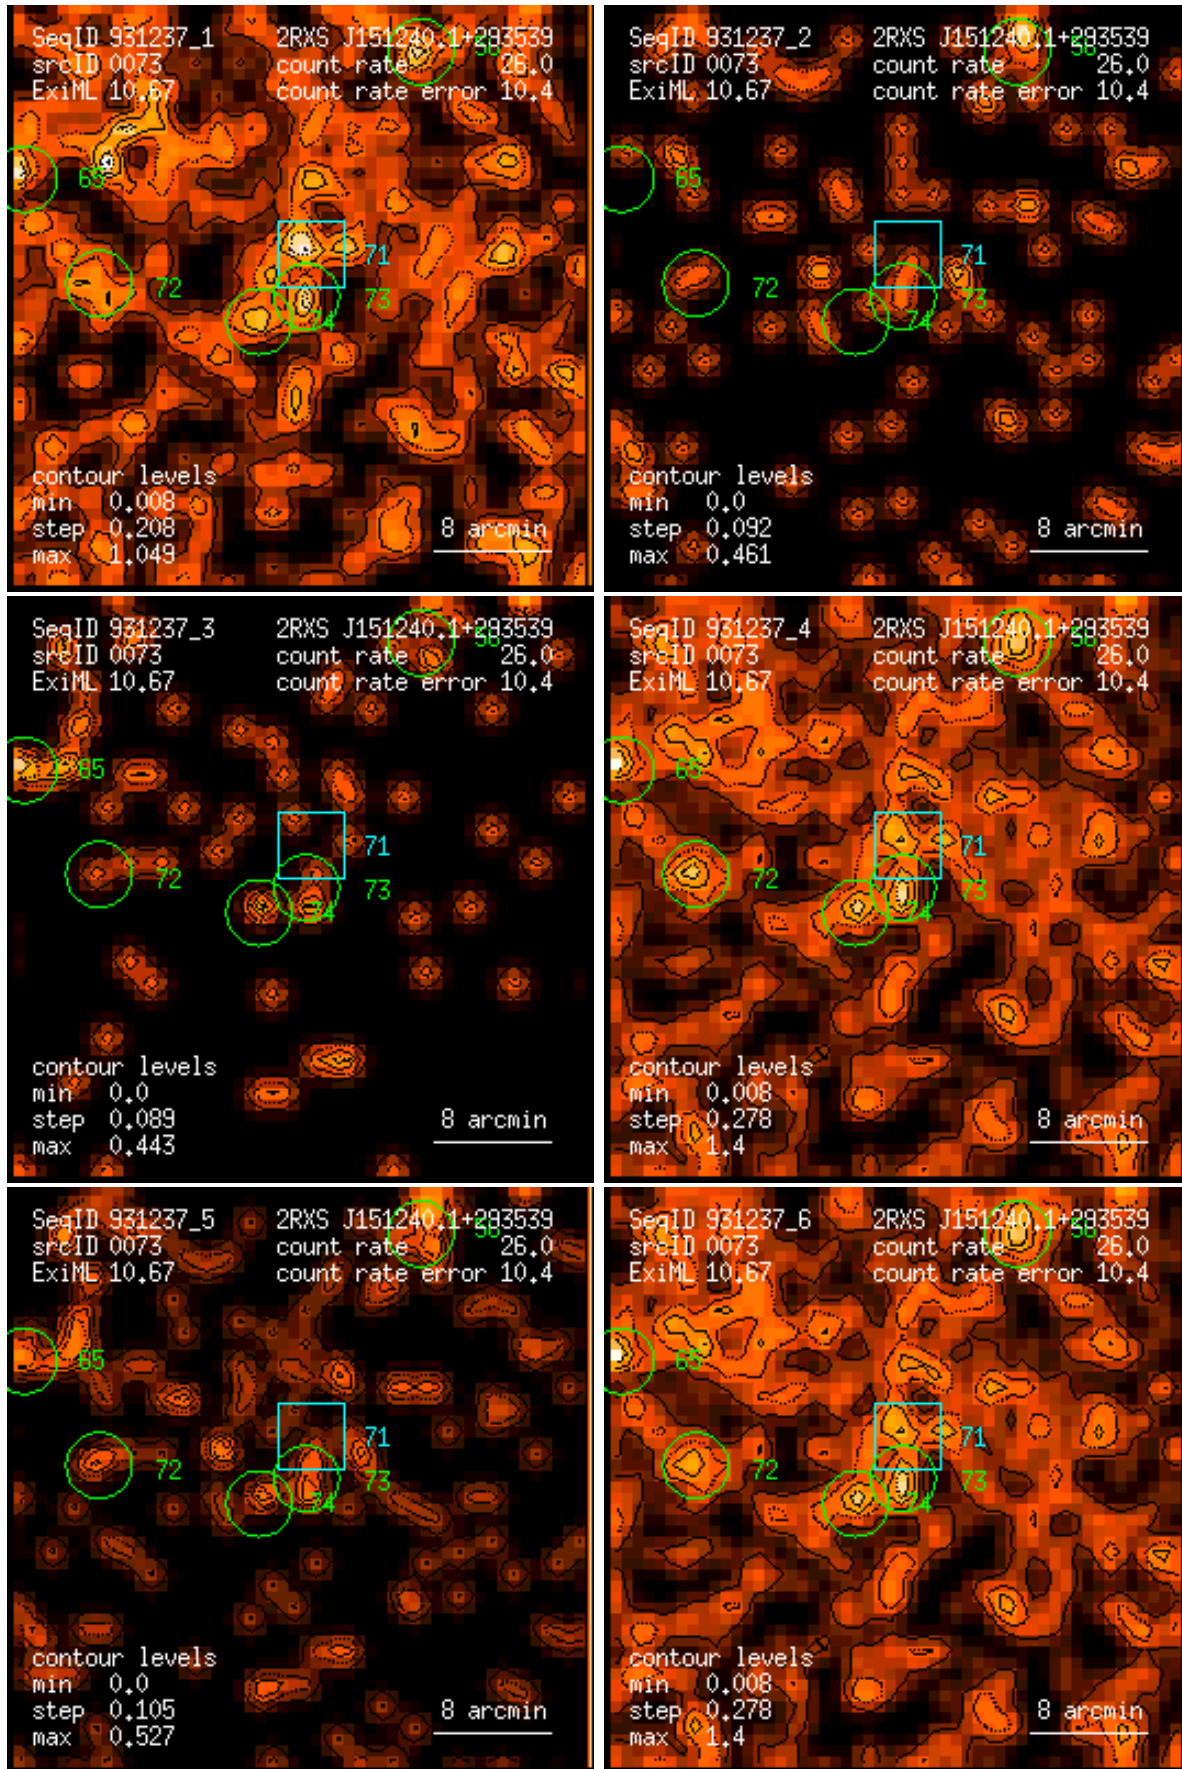 SeqID 931237_1 2RXS J151240.1+293539
srcID 0073 count rate 26.0
ExiML 10.67 count rate error 10.4
65
71
72
73
74
contour levels
min 0.008
step 0.208
max 1.049
8 arcmin
SeqID 931237_2 2RXS J151240.1+293539
srcID 0073 count rate 26.0
ExiML 10.67 count rate error 10.4
65
71
72
73
74
contour levels
min 0.0
step 0.092
max 0.461
8 arcmin
SeqID 931237_3 2RXS J151240.1+293539
srcID 0073 count rate 26.0
ExiML 10.67 count rate error 10.4
65
71
72
73
74
contour levels
min 0.0
step 0.089
max 0.443
8 arcmin
SeqID 931237_4 2RXS J151240.1+293539
srcID 0073 count rate 26.0
ExiML 10.67 count rate error 10.4
65
71
72
73
74
contour levels
min 0.008
step 0.278
max 1.4
8 arcmin
SeqID 931237_5 2RXS J151240.1+293539
srcID 0073 count rate 26.0
ExiML 10.67 count rate error 10.4
65
71
72
73
74
contour levels
min 0.0
step 0.105
max 0.527
8 arcmin
SeqID 931237_6 2RXS J151240.1+293539
srcID 0073 count rate 26.0
ExiML 10.67 count rate error 10.4
65
71
72
73
74
contour levels
min 0.008
step 0.278
max 1.4
8 arcmin